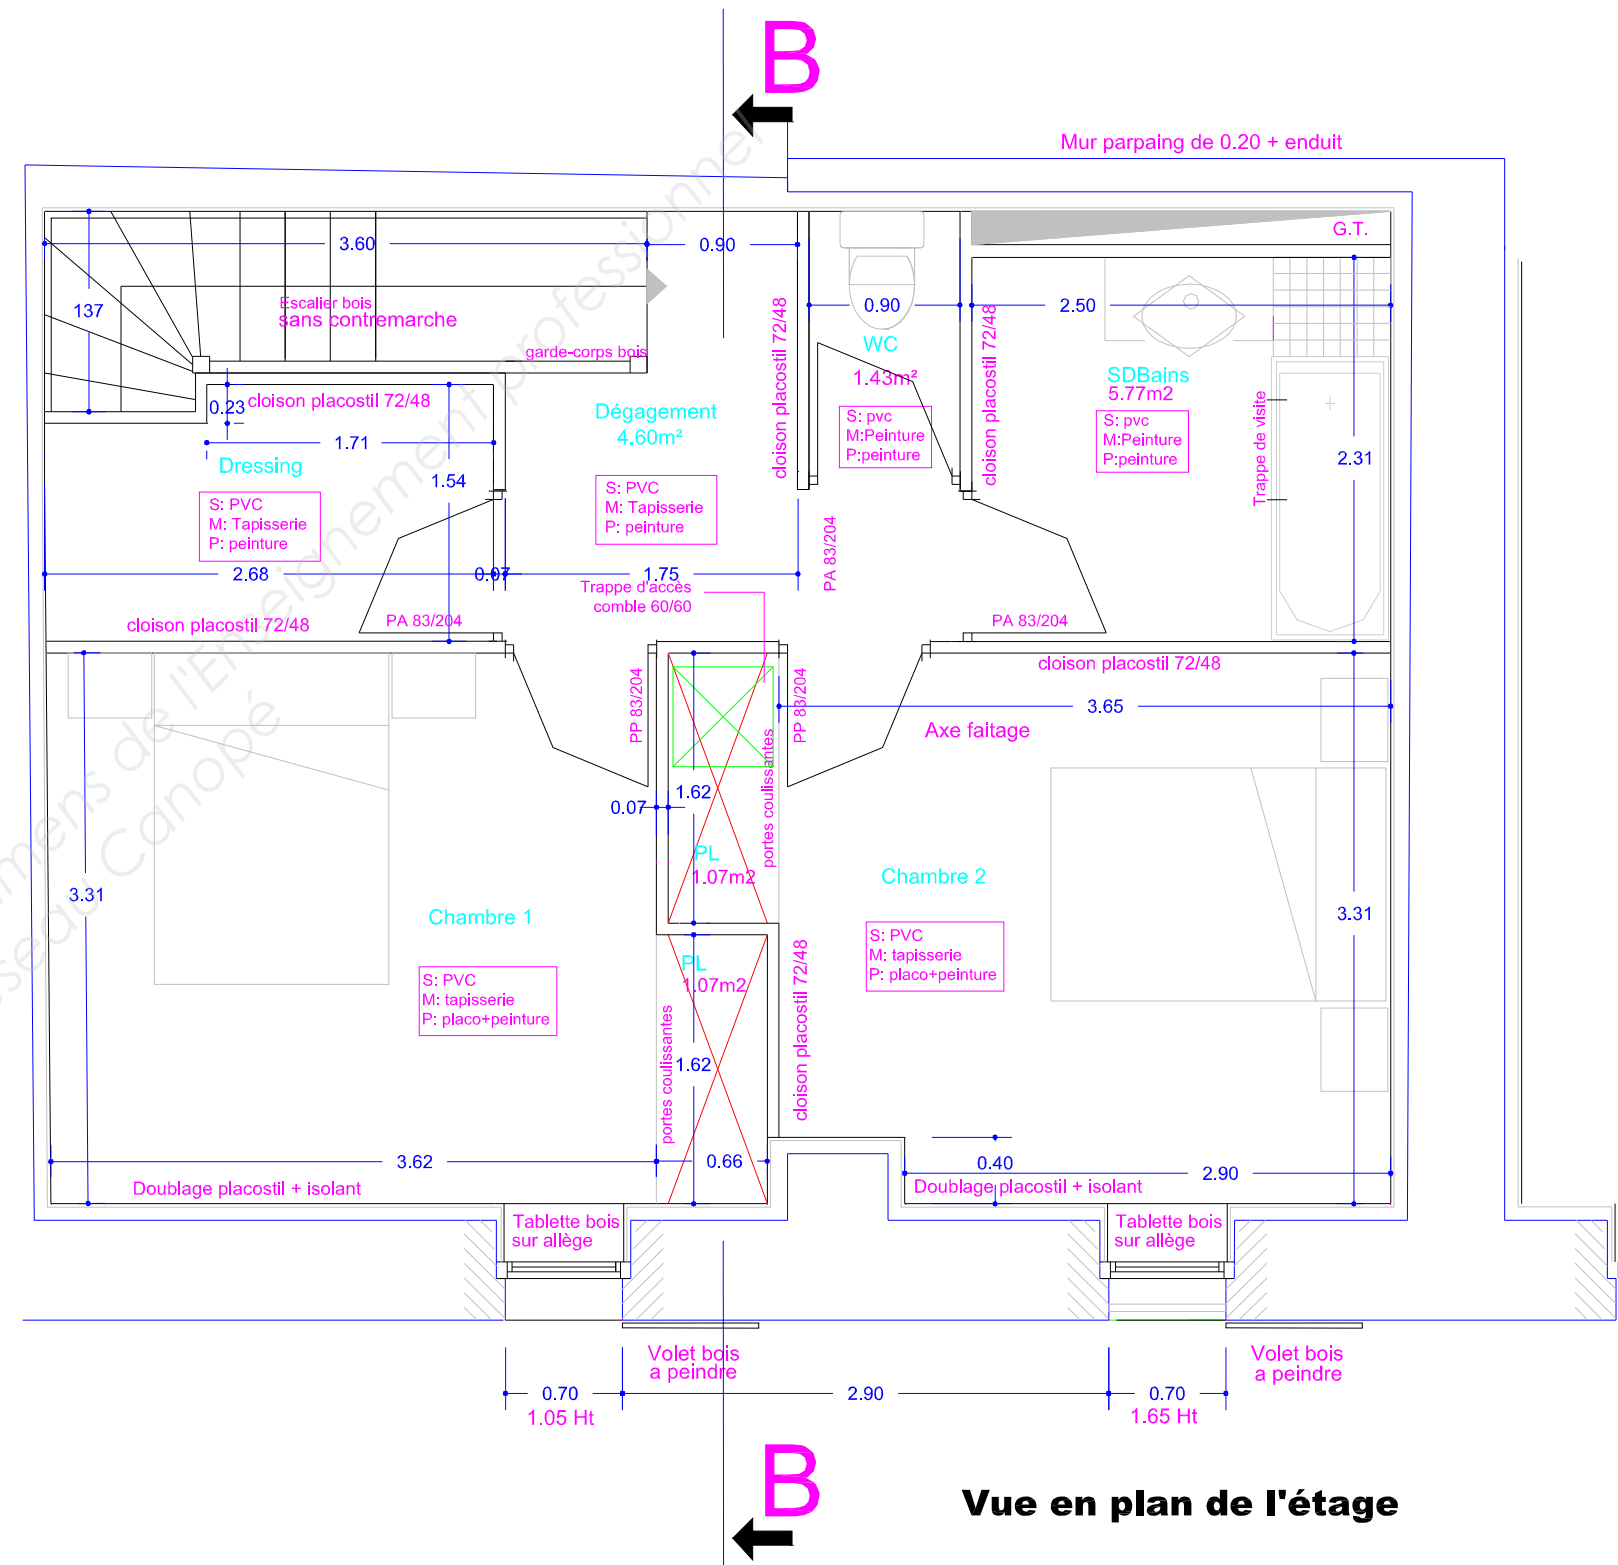 B
Mur parpaing de 0.20 + enduit
G.T.
3.60
0.90
137
Escalier bois
sans contremarche
garde-corps bois
0.90
2.50
WC
1.43m²
S: pvc
M:Peinture
P:peinture
SDBains
5.77m2
S: pvc
M:Peinture
P:peinture
cloison placostil 72/48
cloison placostil 72/48
Trappe de visite
2.31
0.23
cloison placostil 72/48
1.71
1.54
Dressing
S: PVC
M: Tapisserie
P: peinture
Dégagement
4.60m²
S: PVC
M: Tapisserie
P: peinture
2.68
0.07
1.75
Trappe d'accès
comble 60/60
PA 83/204
PA 83/204
PA 83/204
cloison placostil 72/48
cloison placostil 72/48
PP 83/204
PP 83/204
3.65
Axe faitage
portes coulissantes
1.62
0.07
PL
1.07m2
3.31
Chambre 1
S: PVC
M: tapisserie
P: placo+peinture
Chambre 2
S: PVC
M: tapisserie
P: placo+peinture
3.31
PL
1.07m2
portes coulissantes
1.62
cloison placostil 72/48
3.62
0.66
0.40
2.90
Doublage placostil + isolant
Doublage placostil + isolant
Tablette bois
sur allège
Tablette bois
sur allège
Volet bois
a peindre
Volet bois
a peindre
0.70
2.90
0.70
1.05 Ht
1.65 Ht
B
Vue en plan de l'étage
de l'Enseignement professionnel
Canopé